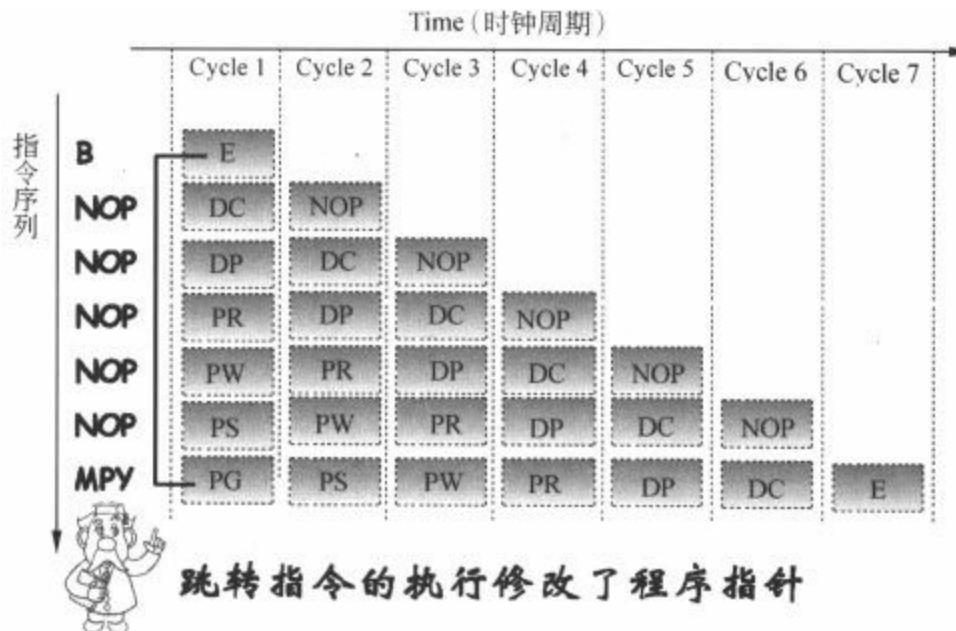 Time (时钟周期)
Cycle 1 Cycle 2 Cycle 3 Cycle 4 Cycle 5 Cycle 6 Cycle 7
指令序列
B E
NOP DC NOP
NOP DP DC NOP
NOP PR DP DC NOP
NOP PW PR DP DC NOP
NOP PS PW PR DP DC NOP
MPY PG PS PW PR DP DC E
跳转指令的执行修改了程序指针